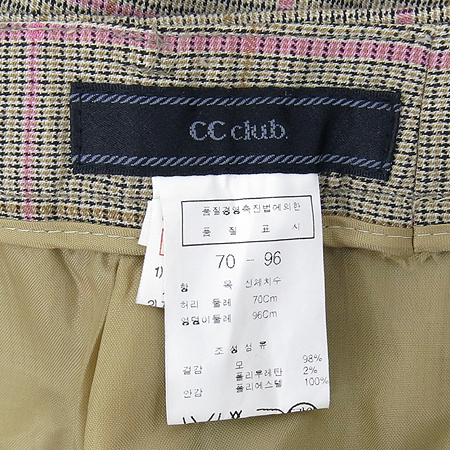 CC club.
품질경영촉진법에의한
품 질 표 시
70 - 96
항 목 신체치수
허리 둘레 70Cm
엉덩이둘레 96Cm
조 성 섬 유
겉감 모 98%
폴리우레탄 2%
안감 폴리에스텔 100%
1)
2)